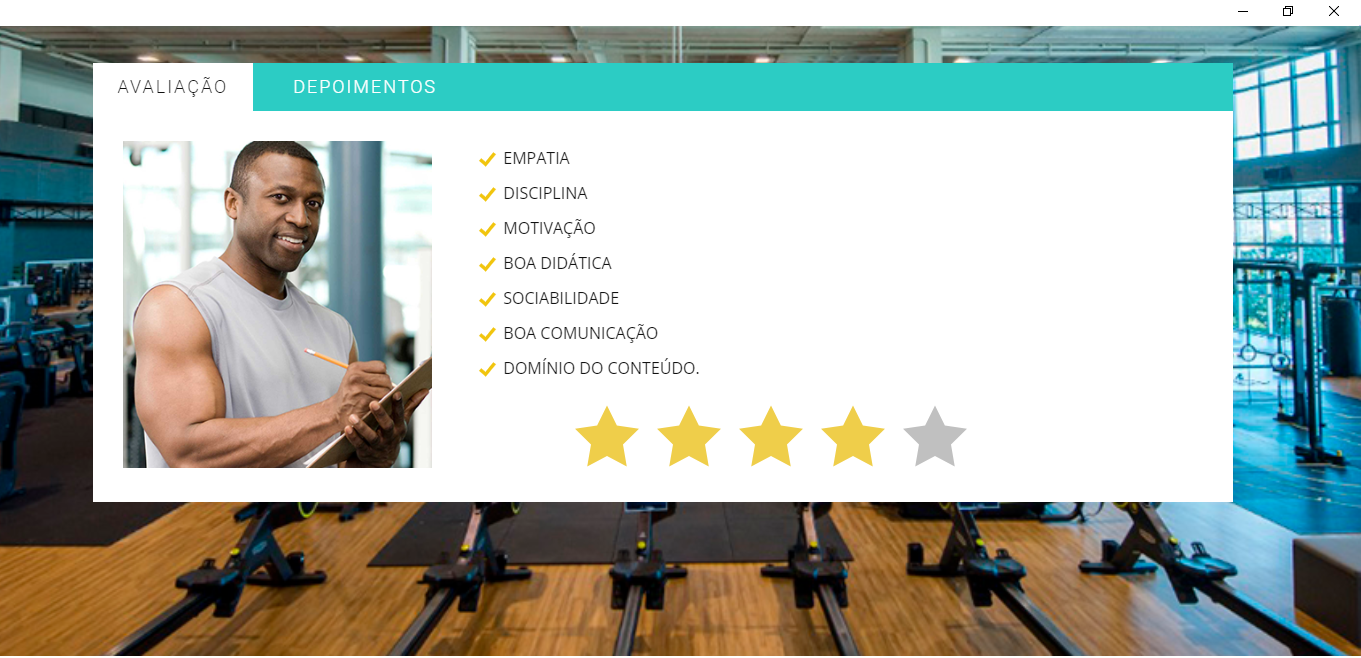 AVALIAÇÃO
DEPOIMENTOS
EMPATIA
DISCIPLINA
MOTIVAÇÃO
BOA DIDÁTICA
SOCIABILIDADE
BOA COMUNICAÇÃO
DOMÍNIO DO CONTEÚDO.